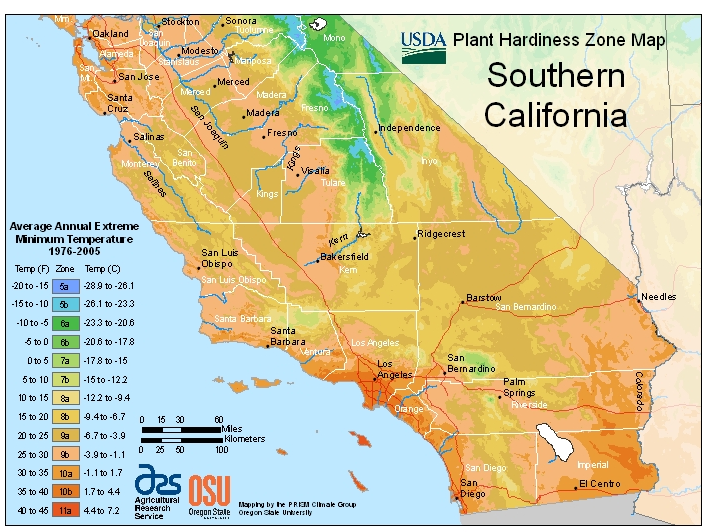 USDA Plant Hardiness Zone Map
Southern
California
Stockton
Sonora
Oakland
San
Joaquin
Tuolumne
Mono
Alameda
Modesto
Stanislaus
Mariposa
San
Mt.
San Jose
Merced
Merced
Madera
Santa
Cruz
Madera
Fresno
San Joaquin
Fresno
Independence
Salinas
Monterey
San
Benito
Kings
Visalia
Tulare
Inyo
Salinas
Kings
Kern
Ridgecrest
Bakersfield
Kern
San Luis
Obispo
San Luis Obispo
Barstow
San Bernardino
Needles
Santa Barbara
Santa
Barbara
Ventura
Los Angeles
Los
Angeles
San
Bernardino
Palm
Springs
Riverside
Orange
Colorado
San Diego
San
Diego
Imperial
El Centro
Average Annual Extreme
Minimum Temperature
1976-2005
Temp (F) Zone Temp (C)
-20 to -15 5a -28.9 to -26.1
-15 to -10 5b -26.1 to -23.3
-10 to -5 6a -23.3 to -20.6
-5 to 0 6b -20.6 to -17.8
0 to 5 7a -17.8 to -15
5 to 10 7b -15 to -12.2
10 to 15 8a -12.2 to -9.4
15 to 20 8b -9.4 to -6.7
20 to 25 9a -6.7 to -3.9
25 to 30 9b -3.9 to -1.1
30 to 35 10a -1.1 to 1.7
35 to 40 10b 1.7 to 4.4
40 to 45 11a 4.4 to 7.2
0 15 30 60
Miles
Kilometers
0 25 50 100
ars
Agricultural
Research
Service
OSU
Oregon State
Mapping by the PRISM Climate Group
Oregon State University